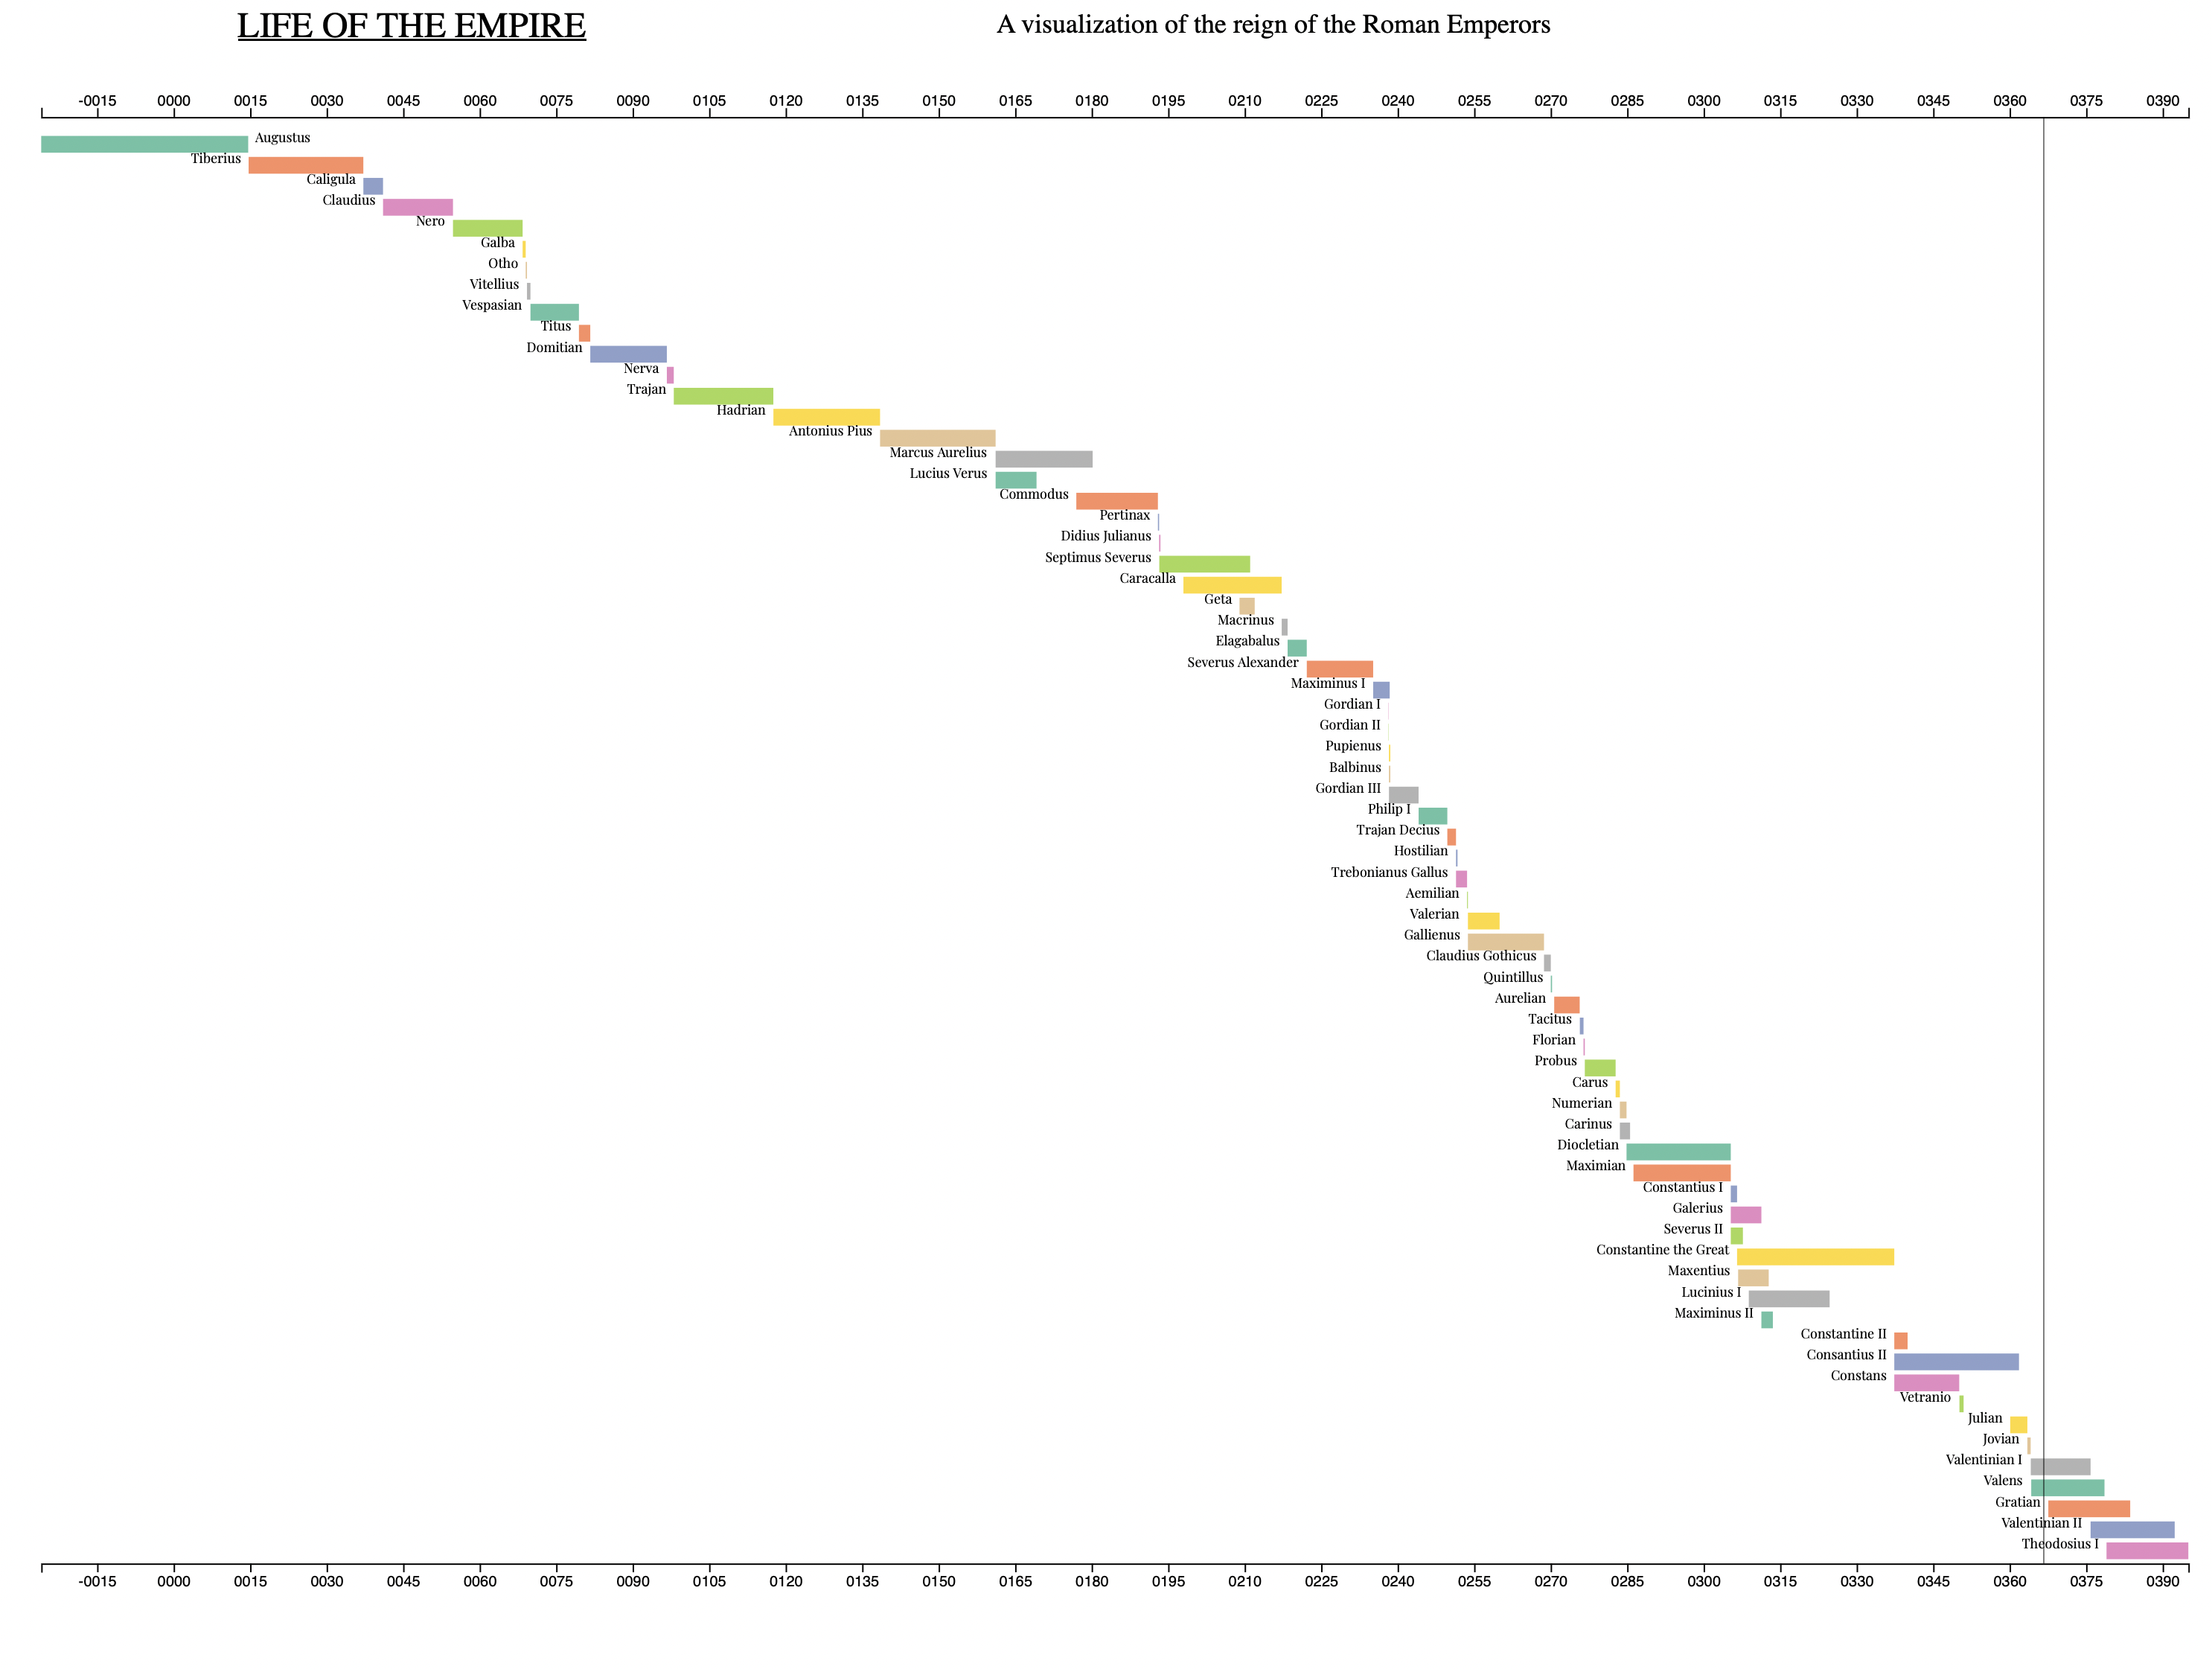 LIFE OF THE EMPIRE
A visualization of the reign of the Roman Emperors
-0015 0000 0015 0030 0045 0060 0075 0090 0105 0120 0135 0150 0165 0180 0195 0210 0225 0240 0255 0270 0285 0300 0315 0330 0345 0360 0375 0390
Augustus
Tiberius
Caligula
Claudius
Nero
Galba
Otho
Vitellius
Vespasian
Titus
Domitian
Nerva
Trajan
Hadrian
Antonius Pius
Marcus Aurelius
Lucius Verus
Commodus
Pertinax
Didius Julianus
Septimus Severus
Caracalla
Geta
Macrinus
Elagabalus
Severus Alexander
Maximinus I
Gordian I
Gordian II
Pupienus
Balbinus
Gordian III
Philip I
Trajan Decius
Hostilian
Trebonianus Gallus
Aemilian
Valerian
Gallienus
Claudius Gothicus
Quintillus
Aurelian
Tacitus
Florian
Probus
Carus
Numerian
Carinus
Diocletian
Maximian
Constantius I
Galerius
Severus II
Constantine the Great
Maxentius
Lucinius I
Maximinus II
Constantine II
Consantius II
Constans
Vetranio
Julian
Jovian
Valentinian I
Valens
Gratian
Valentinian II
Theodosius I
-0015 0000 0015 0030 0045 0060 0075 0090 0105 0120 0135 0150 0165 0180 0195 0210 0225 0240 0255 0270 0285 0300 0315 0330 0345 0360 0375 0390